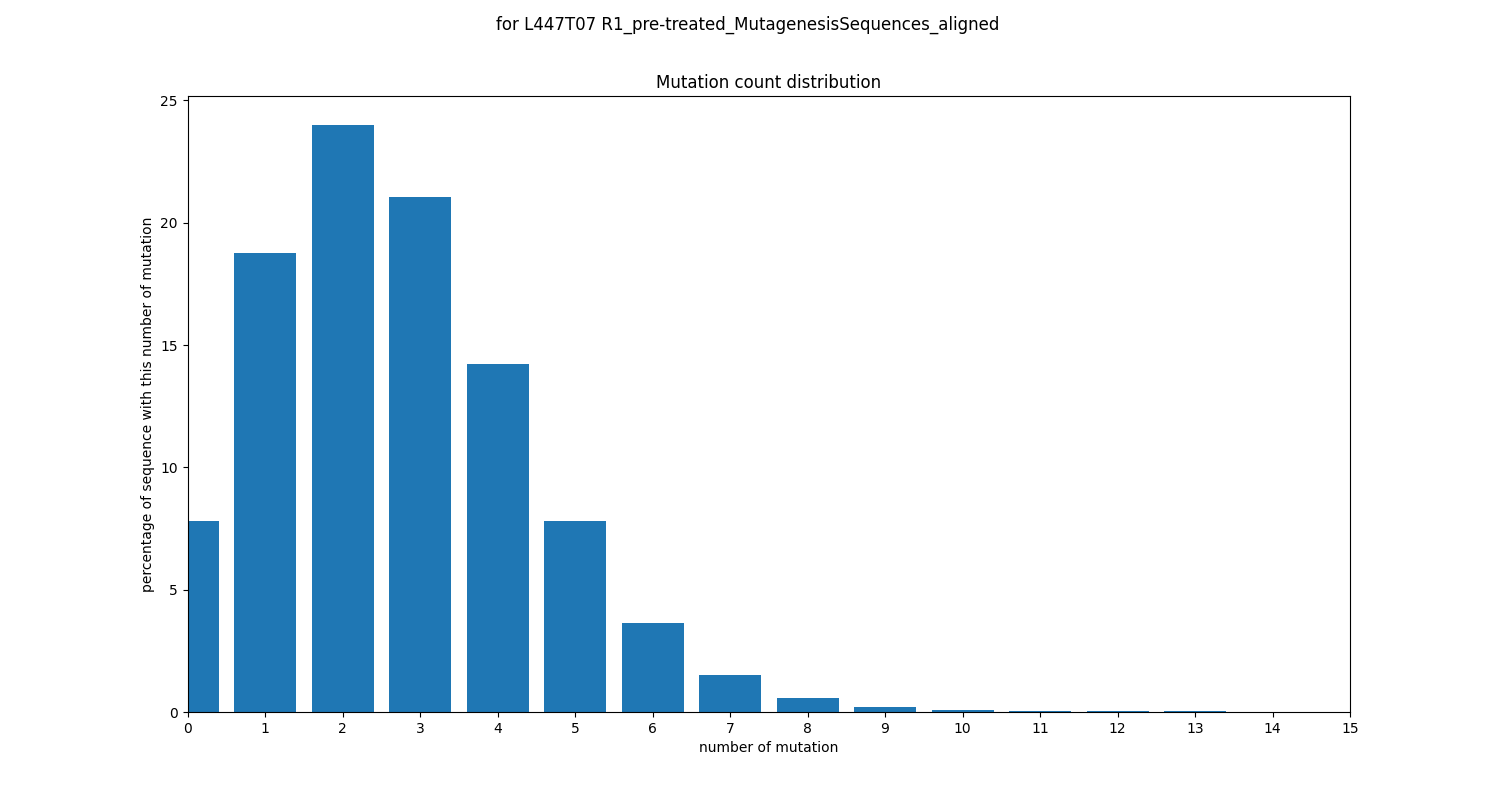 for L447T07 R1_pre-treated_MutagenesisSequences_aligned
Mutation count distribution
percentage of sequence with this number of mutation
25
20
15
10
5
0
0 1 2 3 4 5 6 7 8 9 10 11 12 13 14 15
number of mutation